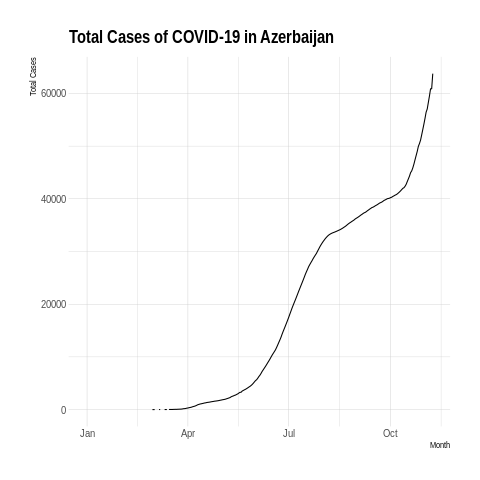 Total Cases of COVID-19 in Azerbaijan
Total Cases
60000
40000
20000
0
Jan Apr Jul Oct
Month